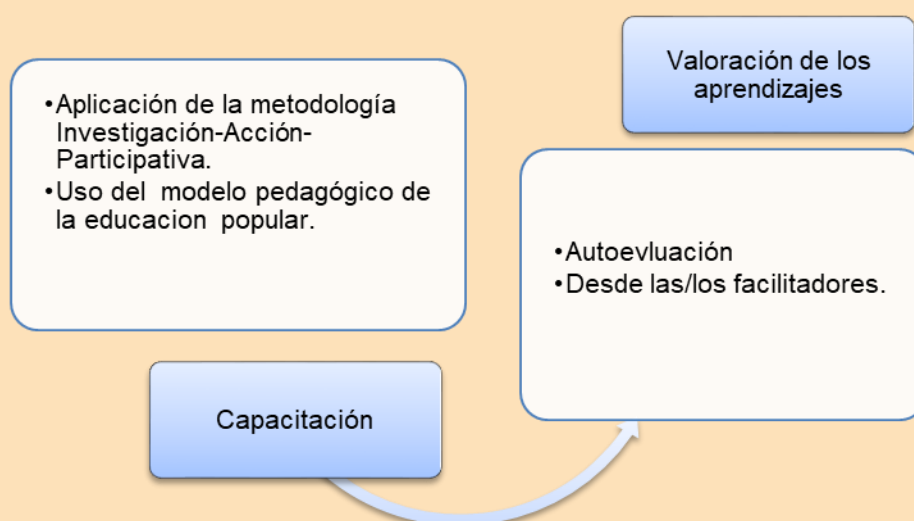 •Aplicación de la metodología
Investigación-Acción-
Participativa.
•Uso del modelo pedagógico de
la educacion popular.
Capacitación
Valoración de los
aprendizajes
•Autoevluación
•Desde las/los facilitadores.